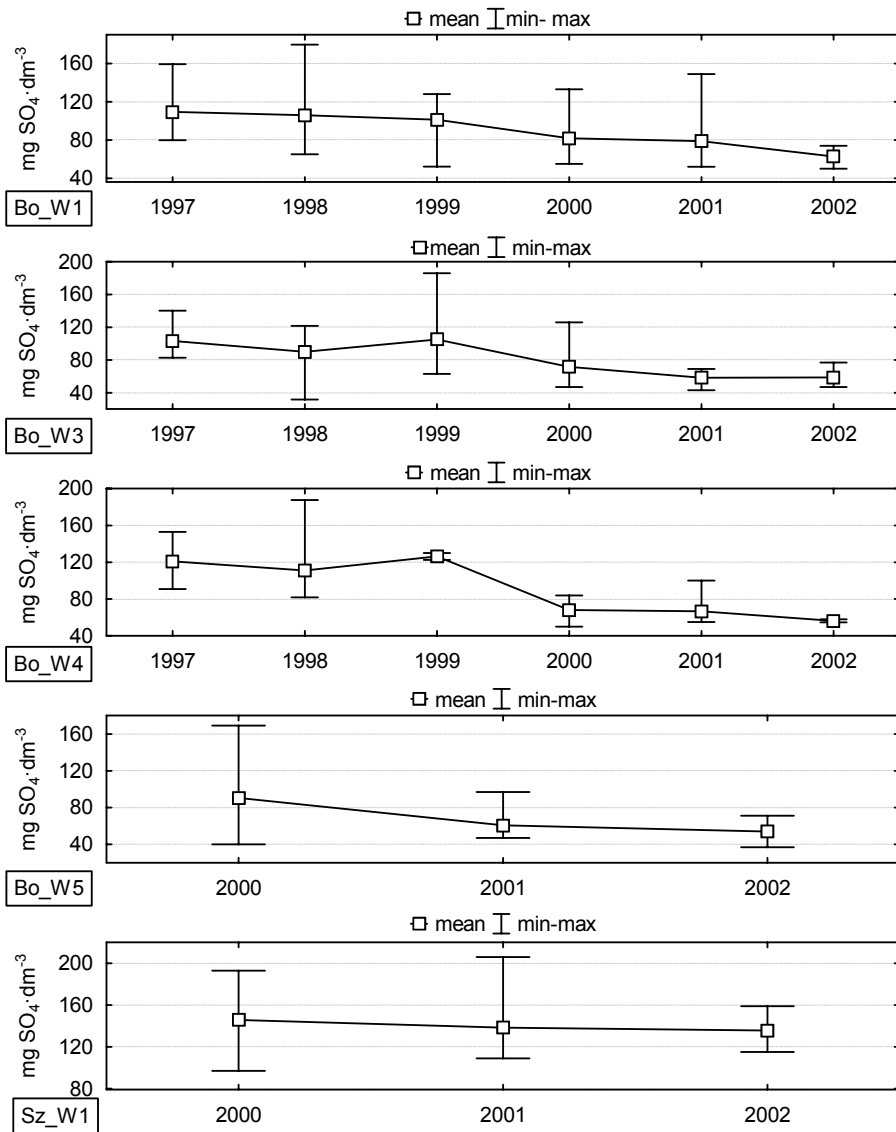 mean min- max
mg SO₄·dm⁻³
160
120
80
40
Bo_W1
1997 1998 1999 2000 2001 2002
mean min-max
mg SO₄·dm⁻³
200
160
120
80
40
Bo_W3
1997 1998 1999 2000 2001 2002
mean min-max
mg SO₄·dm⁻³
200
160
120
80
40
Bo_W4
1997 1998 1999 2000 2001 2002
mean min-max
mg SO₄·dm⁻³
160
120
80
40
Bo_W5
2000 2001 2002
mean min-max
mg SO₄·dm⁻³
200
160
120
80
Sz_W1
2000 2001 2002